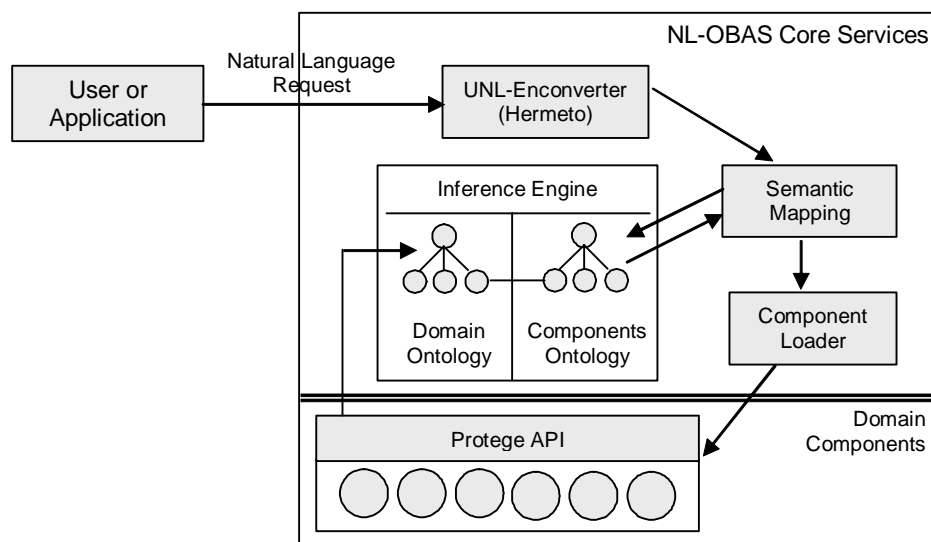 NL-OBAS Core Services
Natural Language
Request
User or
Application
UNL-Enconverter
(Hermeto)
Inference Engine
Semantic
Mapping
Domain
Ontology
Components
Ontology
Component
Loader
Domain
Components
Protege API